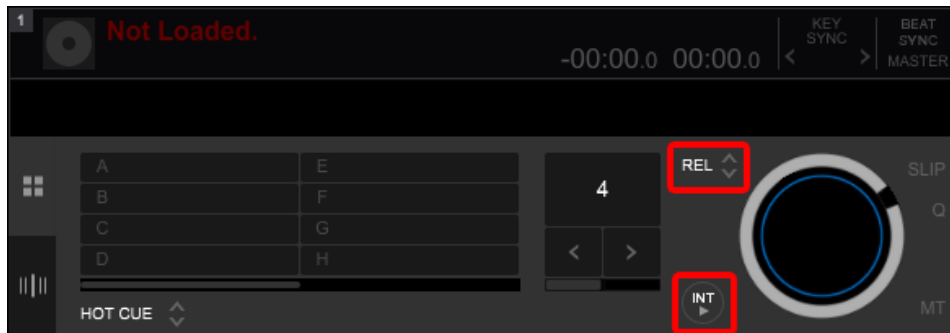 1
Not Loaded.
-00:00.0 00:00.0
KEY
SYNC
< >
BEAT
SYNC
MASTER
A E
B F
C G
D H
HOT CUE
4
< >
REL
INT
SLIP
Q
MT